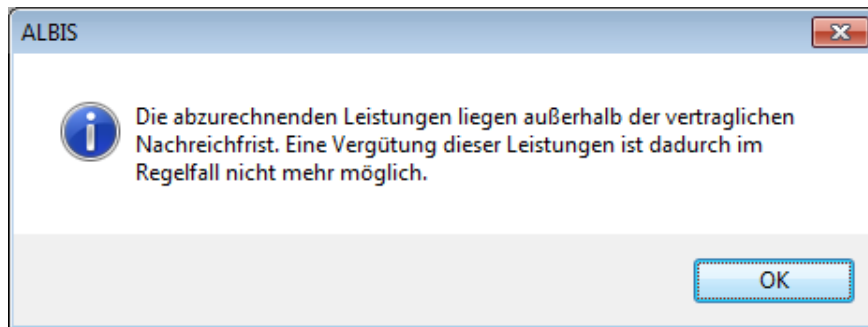 ALBIS
Die abzurechnenden Leistungen liegen außerhalb der vertraglichen
Nachreichfrist. Eine Vergütung dieser Leistungen ist dadurch im
Regelfall nicht mehr möglich.
OK